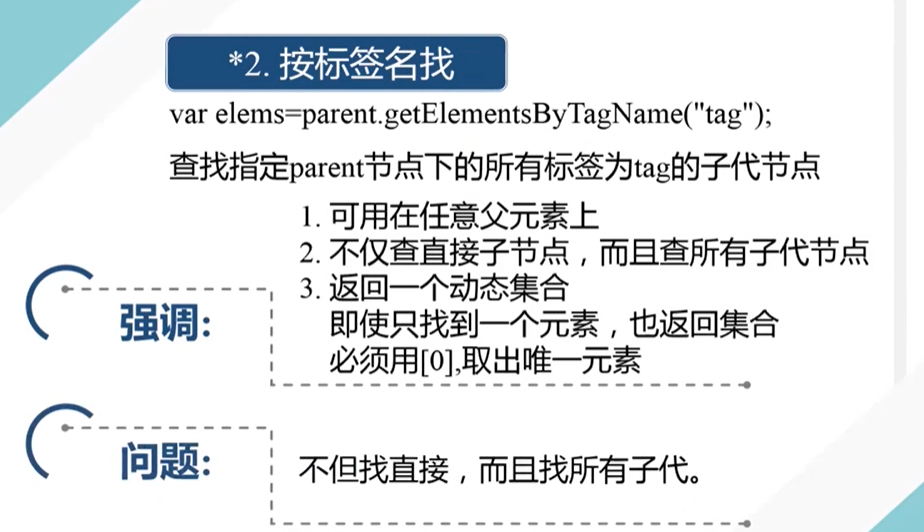 *2. 按标签名找
var elems=parent.getElementsByTagName("tag");
查找指定parent节点下的所有标签为tag的子代节点
1. 可用在任意父元素上
2. 不仅查直接子节点，而且查所有子代节点
3. 返回一个动态集合
即使只找到一个元素，也返回集合
必须用[0],取出唯一元素
强调:
问题:
不但找直接，而且找所有子代。